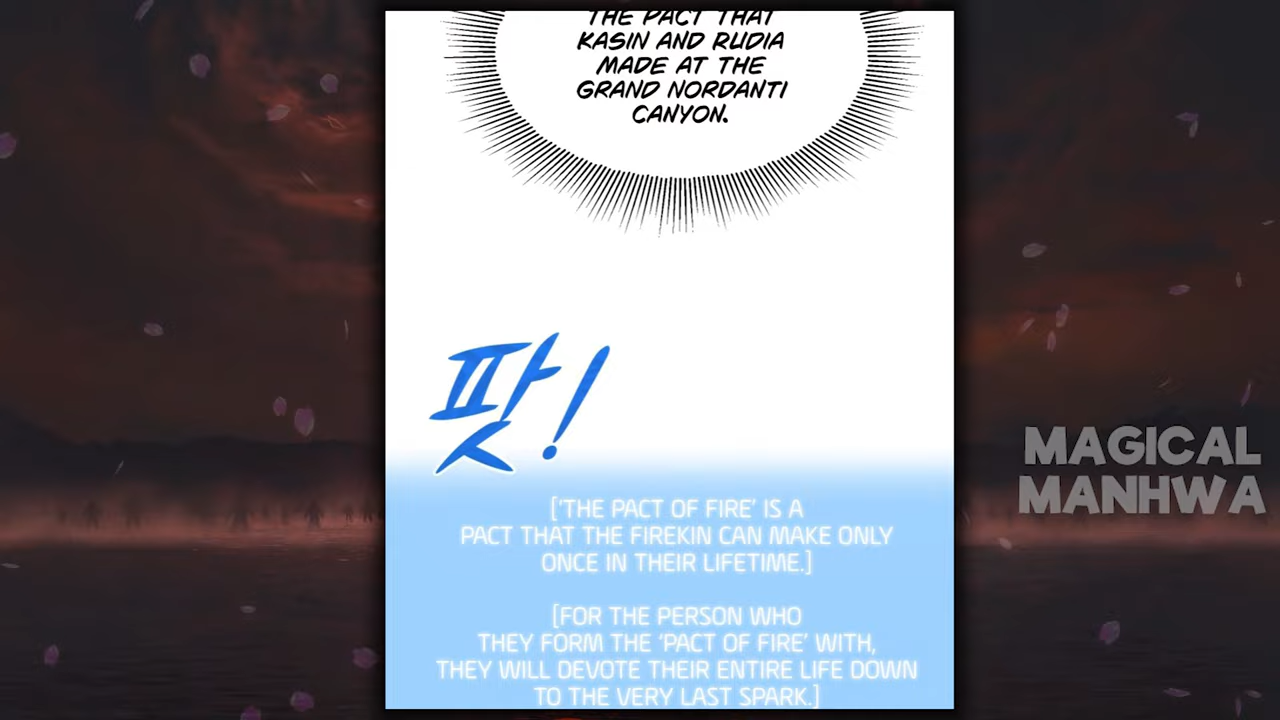 THE PACT THAT
KASIN AND RUDIA
MADE AT THE
GRAND NORDANTI
CANYON.
팟!
['THE PACT OF FIRE' IS A
PACT THAT THE FIREKIN CAN MAKE ONLY
ONCE IN THEIR LIFETIME.]
[FOR THE PERSON WHO
THEY FORM THE 'PACT OF FIRE' WITH,
THEY WILL DEVOTE THEIR ENTIRE LIFE DOWN
TO THE VERY LAST SPARK.]
MAGICAL
MANHWA